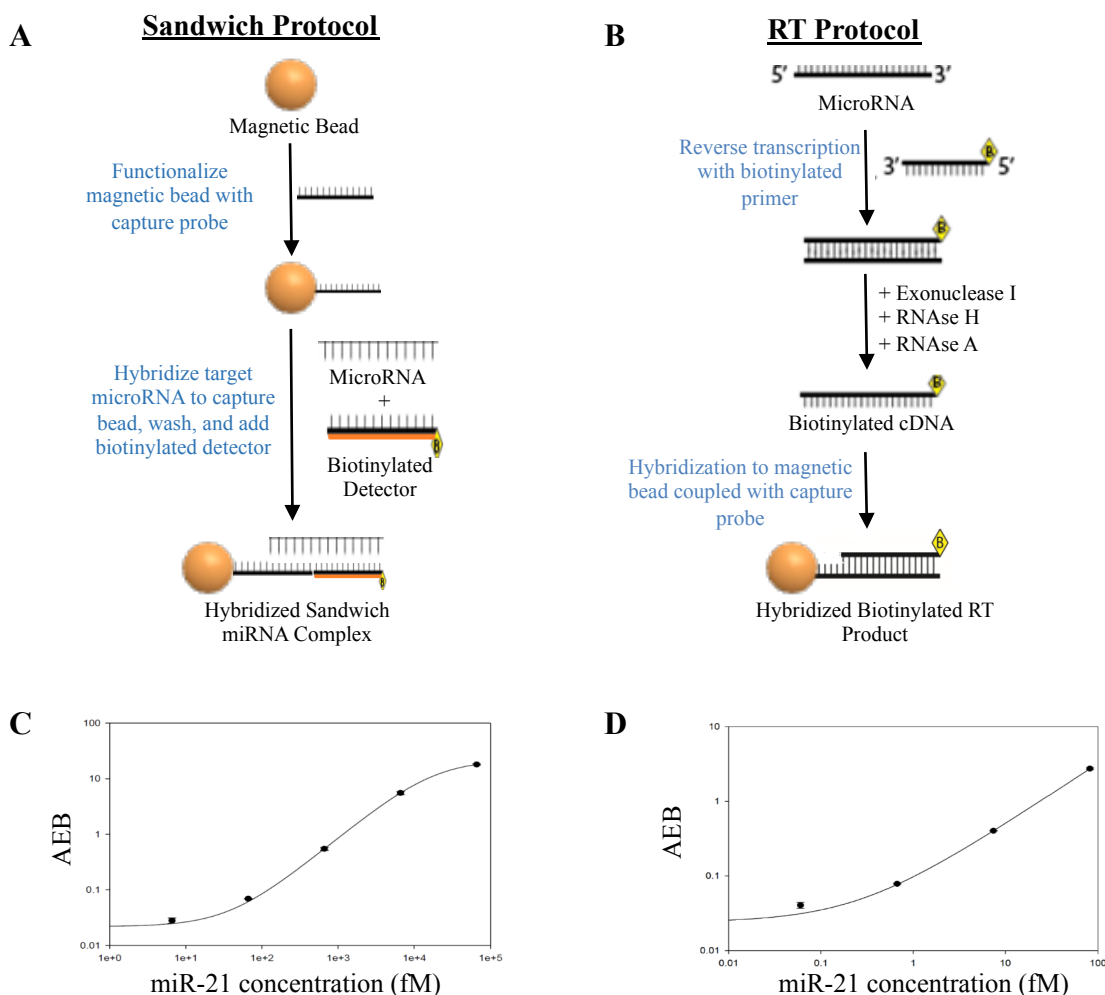 A
Sandwich Protocol
Magnetic Bead
Functionalize
magnetic bead with
capture probe
Hybridize target
microRNA to capture
bead, wash, and add
biotinylated detector
MicroRNA
+
B
Biotinylated
Detector
B
Hybridized Sandwich
miRNA Complex
B
RT Protocol
5’ 3’
MicroRNA
Reverse transcription
with biotinylated
primer
B
, 3’ 5’
B
+ Exonuclease I
+ RNAse H
+ RNAse A
B
Biotinylated cDNA
Hybridization to magnetic
bead coupled with capture
probe
B
Hybridized Biotinylated RT
Product
C
AEB
100
10
1
0.1
0.01
1e+0 1e+1 1e+2 1e+3 1e+4 1e+5
miR-21 concentration (fM)
D
AEB
10
1
0.1
0.01
0.01 0.1 1 10 100
miR-21 concentration (fM)